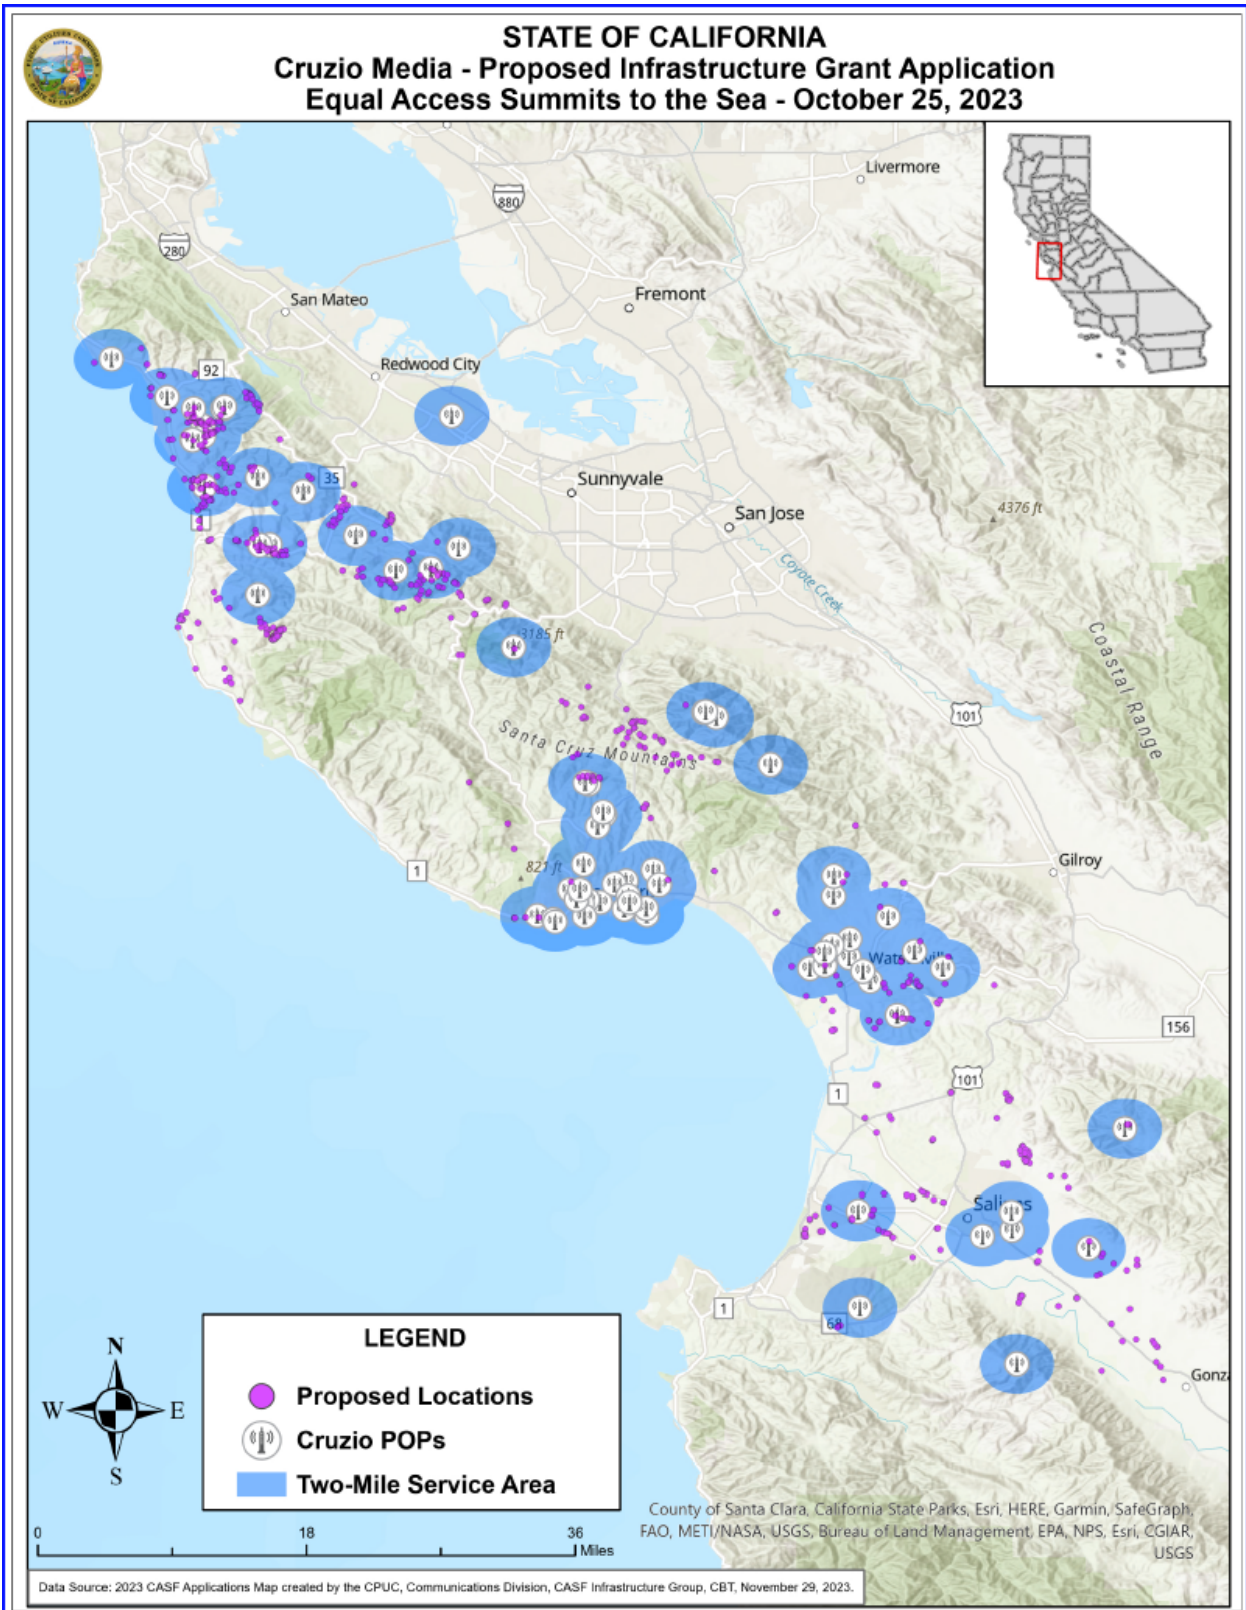 STATE OF CALIFORNIA
Cruzio Media - Proposed Infrastructure Grant Application
Equal Access Summits to the Sea - October 25, 2023
Livermore
880
280
San Mateo
Fremont
Redwood City
92
Sunnyvale
35
San Jose
4376 ft
1
Coyote Creek
3185 ft
Coastal Range
101
Santa Cruz Mountains
Gilroy
821 ft
1
Watsonville
156
101
1
Salinas
1
68
LEGEND
Proposed Locations
Cruzio POPs
Two-Mile Service Area
N
W
E
S
County of Santa Clara, California State Parks, Esri, HERE, Garmin, SafeGraph,
FAO, METI/NASA, USGS, Bureau of Land Management, EPA, NPS, Esri, CGIAR,
USGS
0
18
36
Miles
Data Source: 2023 CASF Applications Map created by the CPUC, Communications Division, CASF Infrastructure Group, CBT, November 29, 2023.